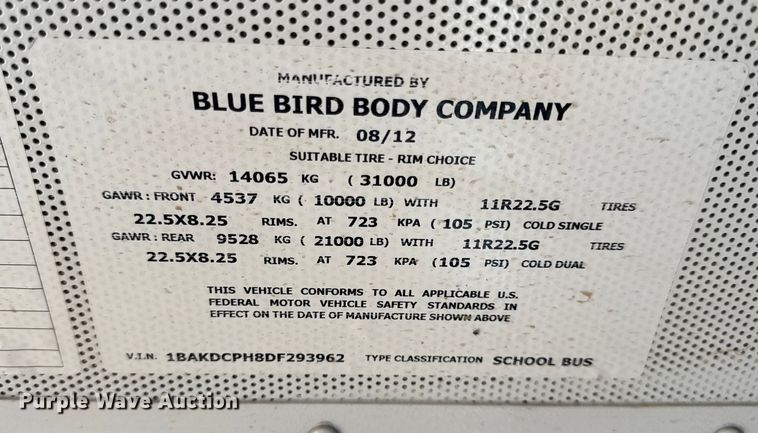 MANUFACTURED BY
BLUE BIRD BODY COMPANY
DATE OF MFR. 08/12
SUITABLE TIRE - RIM CHOICE
GVWR: 14065 KG ( 31000 LB)
GAWR : FRONT 4537 KG ( 10000 LB) WITH 11R22.5G TIRES
22.5X8.25 RIMS. AT 723 KPA ( 105 PSI) COLD SINGLE
GAWR : REAR 9528 KG ( 21000 LB) WITH 11R22.5G TIRES
22.5X8.25 RIMS. AT 723 KPA ( 105 PSI) COLD DUAL
THIS VEHICLE CONFORMS TO ALL APPLICABLE U.S.
FEDERAL MOTOR VEHICLE SAFETY STANDARDS IN
EFFECT ON THE DATE OF MANUFACTURE SHOWN ABOVE
V.I.N. 1BAKDCPH8DF293962 TYPE CLASSIFICATION SCHOOL BUS
Purple Wave Auction